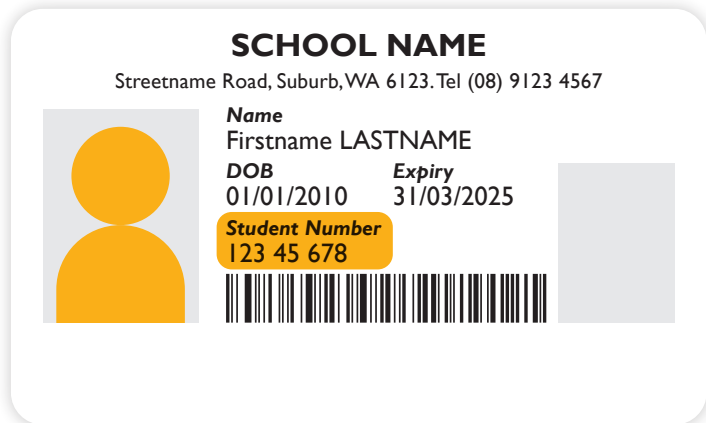 SCHOOL NAME
Streetname Road, Suburb, WA 6123. Tel (08) 9123 4567
Name
Firstname LASTNAME
DOB Expiry
01/01/2010 31/03/2025
Student Number
123 45 678